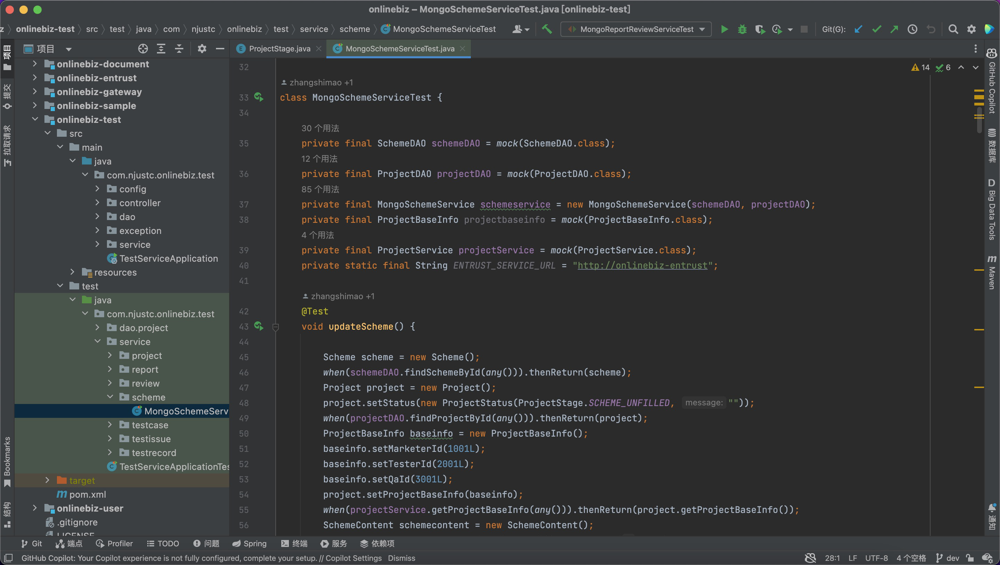 onlinebiz – MongoSchemeServiceTest.java [onlinebiz-test]
z onlinebiz-test src test java com njustc onlinebiz test service scheme MongoSchemeServiceTest MongoReportReviewServiceTest Git(G):
项目
ProjectStage.java MongoSchemeServiceTest.java
项目
提交
拉取请求
Bookmarks
结构
onlinebiz-document
onlinebiz-entrust
onlinebiz-gateway
onlinebiz-sample
onlinebiz-test
src
main
java
com.njustc.onlinebiz.test
config
controller
dao
exception
service
TestServiceApplication
resources
test
java
com.njustc.onlinebiz.test
dao.project
service
project
report
review
scheme
MongoSchemeServ
testcase
testissue
testrecord
TestServiceApplicationTes
target
pom.xml
onlinebiz-user
.gitignore
LICENSE
14 6
32
zhangshimao +1
33 class MongoSchemeServiceTest {
34
30 个用法
35 private final SchemeDAO schemeDAO = mock(SchemeDAO.class);
12 个用法
36 private final ProjectDAO projectDAO = mock(ProjectDAO.class);
85 个用法
37 private final MongoSchemeService schemeservice = new MongoSchemeService(schemeDAO, projectDAO);
38 private final ProjectBaseInfo projectbaseinfo = mock(ProjectBaseInfo.class);
4 个用法
39 private final ProjectService projectService = mock(ProjectService.class);
40 private static final String ENTRUST_SERVICE_URL = "http://onlinebiz-entrust";
41
zhangshimao +1
42 @Test
43 void updateScheme() {
44
45 Scheme scheme = new Scheme();
46 when(schemeDAO.findSchemeById(any())).thenReturn(scheme);
47 Project project = new Project();
48 project.setStatus(new ProjectStatus(ProjectStage.SCHEME_UNFILLED, message: ""));
49 when(projectDAO.findProjectById(any())).thenReturn(project);
50 ProjectBaseInfo baseinfo = new ProjectBaseInfo();
51 baseinfo.setMarketerId(1001L);
52 baseinfo.setTesterId(2001L);
53 baseinfo.setQaId(3001L);
54 project.setProjectBaseInfo(baseinfo);
55 when(projectService.getProjectBaseInfo(any())).thenReturn(project.getProjectBaseInfo());
56 SchemeContent schemecontent = new SchemeContent();
GitHub Copilot
数据库
D Big Data Tools
m Maven
通知
Git 端点 Profiler TODO 问题 Spring 终端 服务 依赖项
GitHub Copilot: Your Copilot experience is not fully configured, complete your setup. // Copilot Settings Dismiss 28:1 LF UTF-8 4 个空格 dev